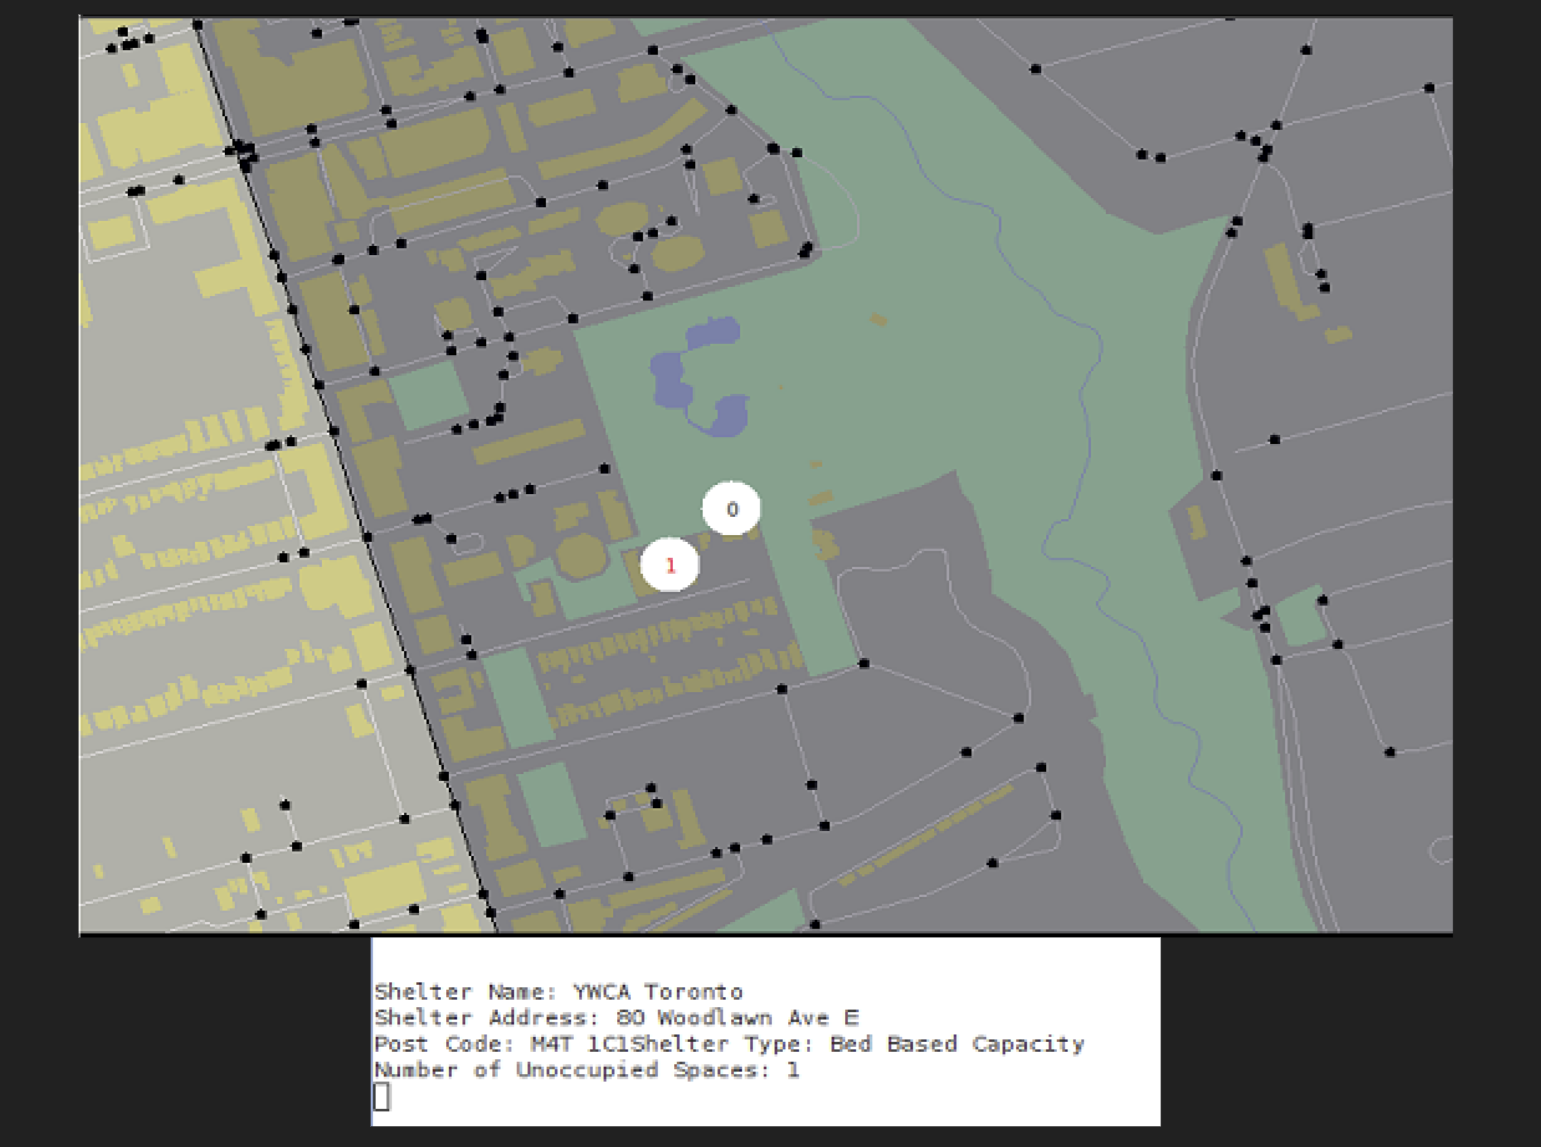 0
1
Shelter Name: YWCA Toronto
Shelter Address: 80 Woodlawn Ave E
Post Code: M4T 1C1Shelter Type: Bed Based Capacity
Number of Unoccupied Spaces: 1